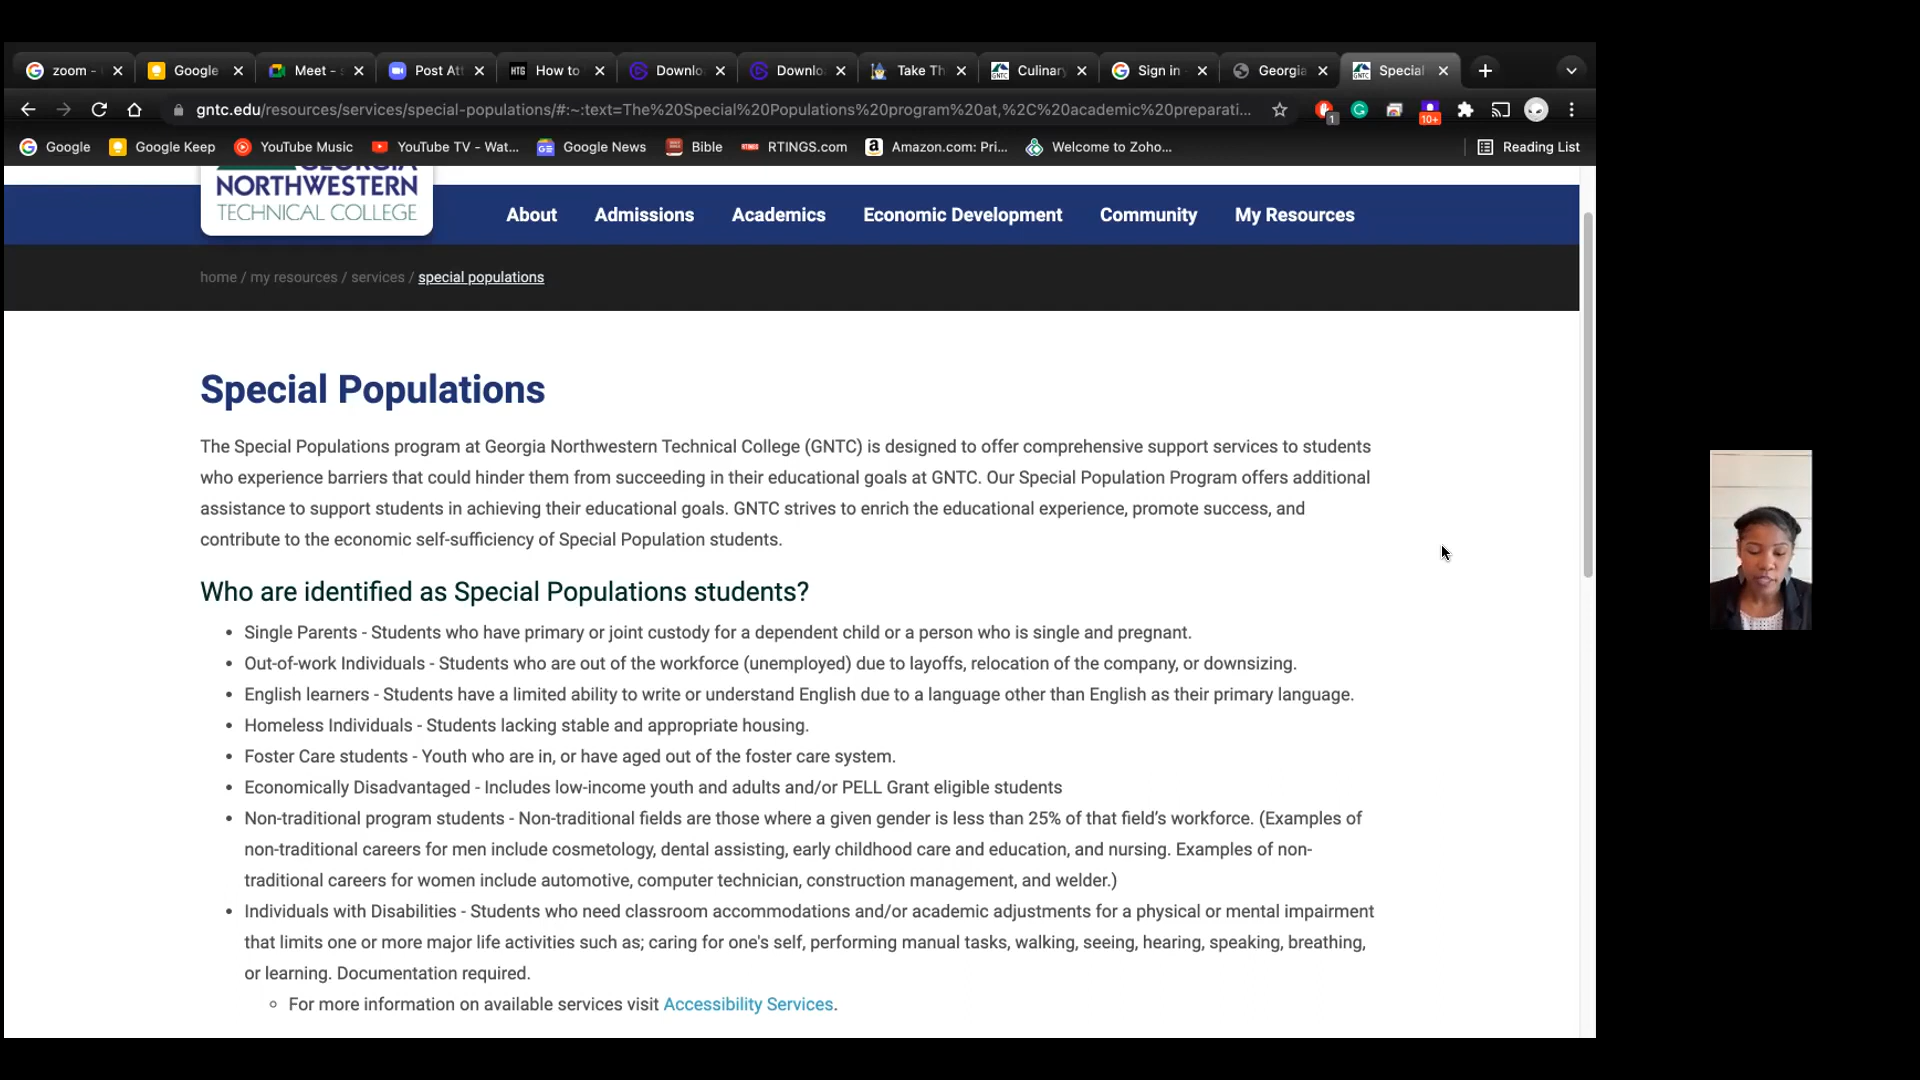 zoom -
Google
Meet -
Post Att
HTG How to
Downlo
Downlo
Take Th
Culinary
Sign in
Georgia
Special
gntc.edu/resources/services/special-populations/#:~:text=The%20Special%20Populations%20program%20at,%2C%20academic%20preparati...
1
10+
Google
Google Keep
YouTube Music
YouTube TV - Wat...
Google News
Bible
RTINGS.com
Amazon.com: Pri...
Welcome to Zoho...
Reading List
GEORGIA
NORTHWESTERN
TECHNICAL COLLEGE
About Admissions Academics Economic Development Community My Resources
home / my resources / services / special populations
Special Populations
The Special Populations program at Georgia Northwestern Technical College (GNTC) is designed to offer comprehensive support services to students
who experience barriers that could hinder them from succeeding in their educational goals at GNTC. Our Special Population Program offers additional
assistance to support students in achieving their educational goals. GNTC strives to enrich the educational experience, promote success, and
contribute to the economic self-sufficiency of Special Population students.
Who are identified as Special Populations students?
• Single Parents - Students who have primary or joint custody for a dependent child or a person who is single and pregnant.
• Out-of-work Individuals - Students who are out of the workforce (unemployed) due to layoffs, relocation of the company, or downsizing.
• English learners - Students have a limited ability to write or understand English due to a language other than English as their primary language.
• Homeless Individuals - Students lacking stable and appropriate housing.
• Foster Care students - Youth who are in, or have aged out of the foster care system.
• Economically Disadvantaged - Includes low-income youth and adults and/or PELL Grant eligible students
• Non-traditional program students - Non-traditional fields are those where a given gender is less than 25% of that field’s workforce. (Examples of
non-traditional careers for men include cosmetology, dental assisting, early childhood care and education, and nursing. Examples of non-
traditional careers for women include automotive, computer technician, construction management, and welder.)
• Individuals with Disabilities - Students who need classroom accommodations and/or academic adjustments for a physical or mental impairment
that limits one or more major life activities such as; caring for one's self, performing manual tasks, walking, seeing, hearing, speaking, breathing,
or learning. Documentation required.
◦ For more information on available services visit Accessibility Services.